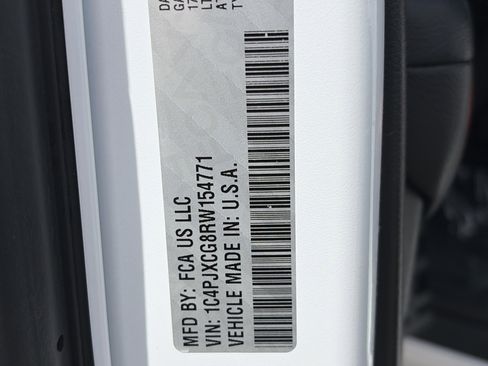 MFD BY: FCA US LLC
VIN: 1C4PJXCG8RW154771
VEHICLE MADE IN: U.S.A.